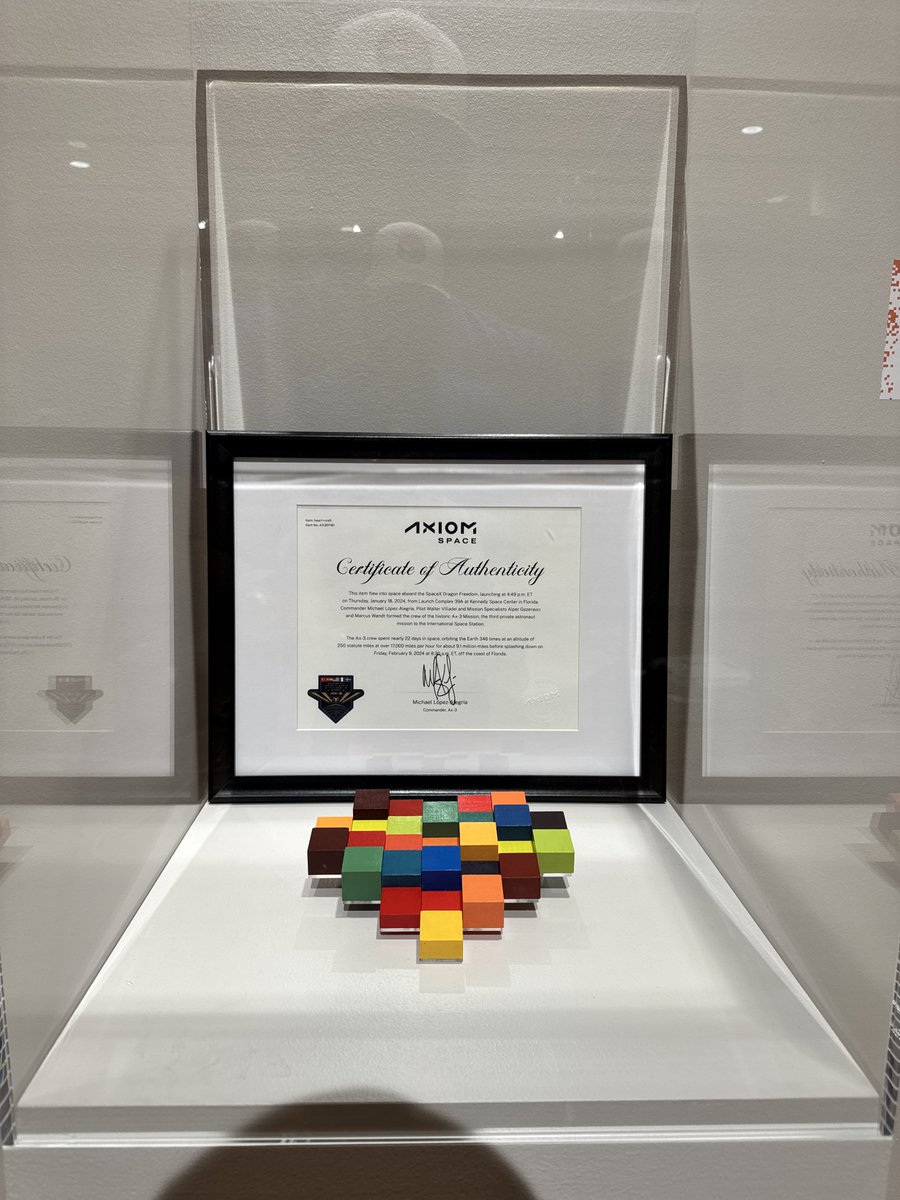 AXIOM
SPACE
Certificate of Authenticity
This item flew into space aboard the SpaceX Dragon Freedom, launching at 4:49 p.m. ET
on Thursday, January 18, 2024, from Launch Complex 39A at Kennedy Space Center in Florida.
Commander Michael López-Alegría, Pilot Walter Villadei and Mission Specialists Alper Gezeravcı
and Marcus Wandt formed the crew of the historic Ax-3 Mission, the third private astronaut
mission to the International Space Station.
The Ax-3 crew spent nearly 22 days in space, orbiting the Earth 346 times at an altitude of
250 statute miles at over 17,000 miles per hour for about 9.1 million miles before splashing down on
Friday, February 9, 2024 at 8:30 a.m. ET, off the coast of Florida.
Michael López-Alegría
Commander, Ax-3